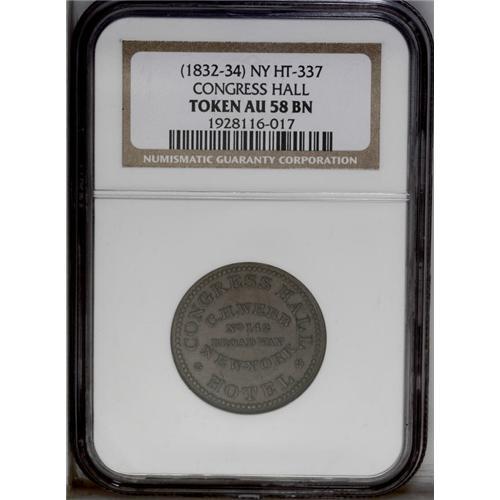 (1832-34) NY HT-337
CONGRESS HALL
TOKEN AU 58 BN
1928116-017
NUMISMATIC GUARANTY CORPORATION
CONGRESS HALL
C.H.WEBB
No 142
BROADWAY
NEW-YORK
HOTEL